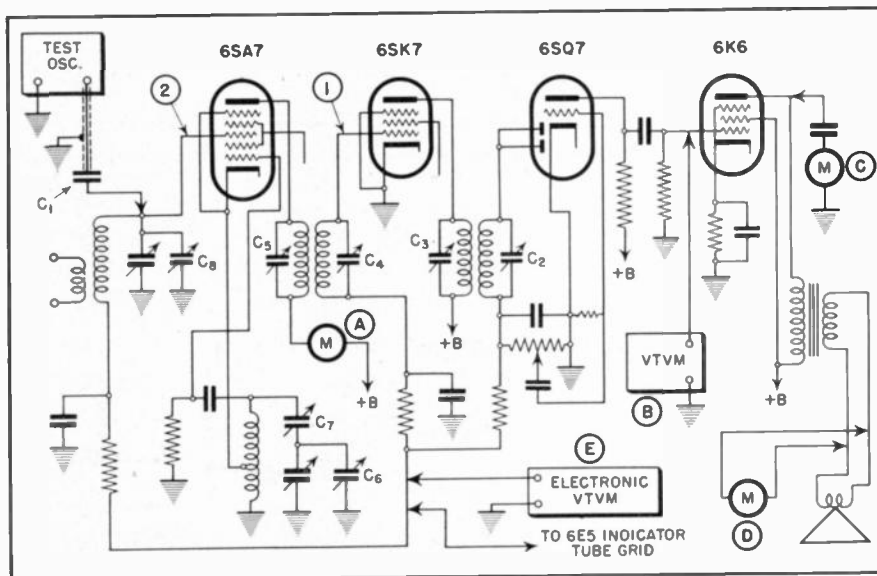 TEST
OSC.
6SA7
6SK7
6SQ7
6K6
2
1
C1
C8
C5
C4
C3
C2
M
C
M
A
+B
+B
+B
VTVM
B
+B
C7
C6
E
ELECTRONIC
VTVM
M
D
TO 6E5 INDICATOR
TUBE GRID